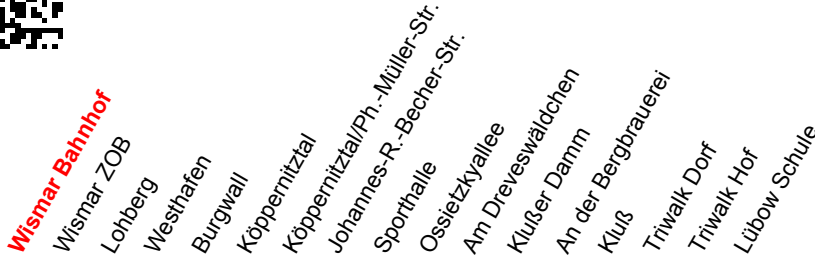 Wismar Bahnhof
Wismar ZOB
Lohberg
Westhafen
Burgwall
Köppernitztal
Köppernitztal/Ph.-Müller-Str.
Johannes-R.-Becher-Str.
Sporthalle
Ossietzkyallee
Am Dreveswäldchen
Klußer Damm
An der Bergbrauerei
Kluß
Triwalk Dorf
Triwalk Hof
Lübow Schule